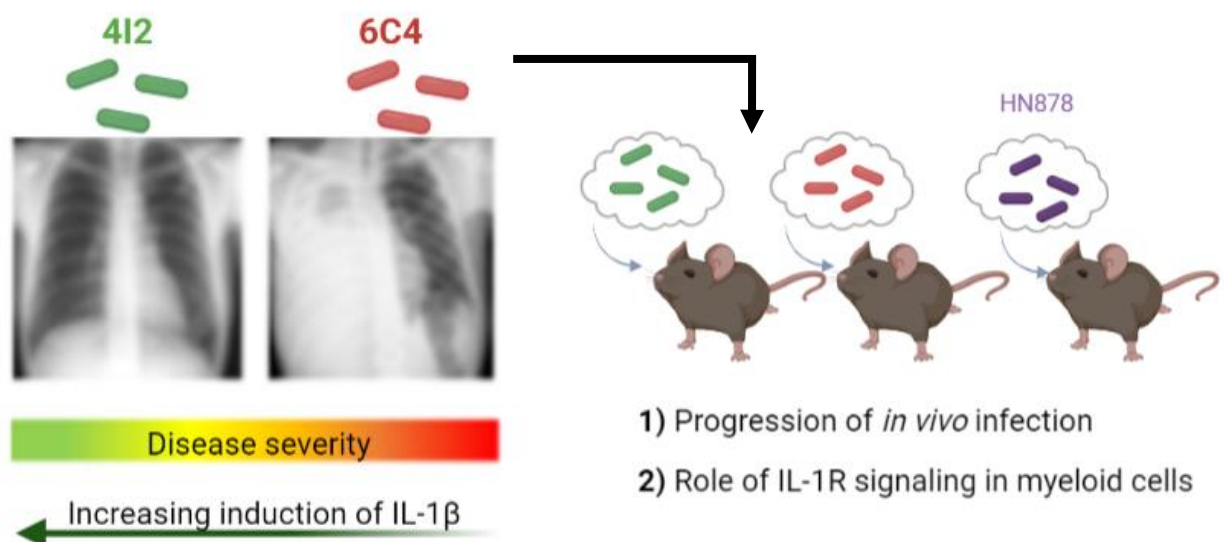 4I2
6C4
HN878
Disease severity
Increasing induction of IL-1β
1) Progression of in vivo infection
2) Role of IL-1R signaling in myeloid cells